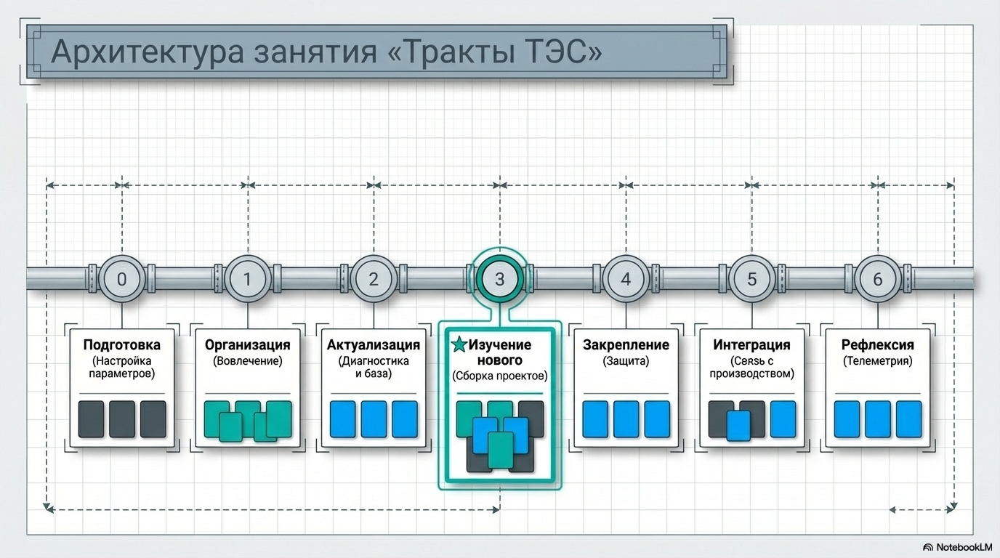 Архитектура занятия «Тракты ТЭС»
0
1
2
3
4
5
6
Подготовка
(Настройка
параметров)
Организация
(Вовлечение)
Актуализация
(Диагностика
и база)
Изучение
нового
(Сборка проектов)
Закрепление
(Защита)
Интеграция
(Связь с
производством)
Рефлексия
(Телеметрия)
NotebookLM